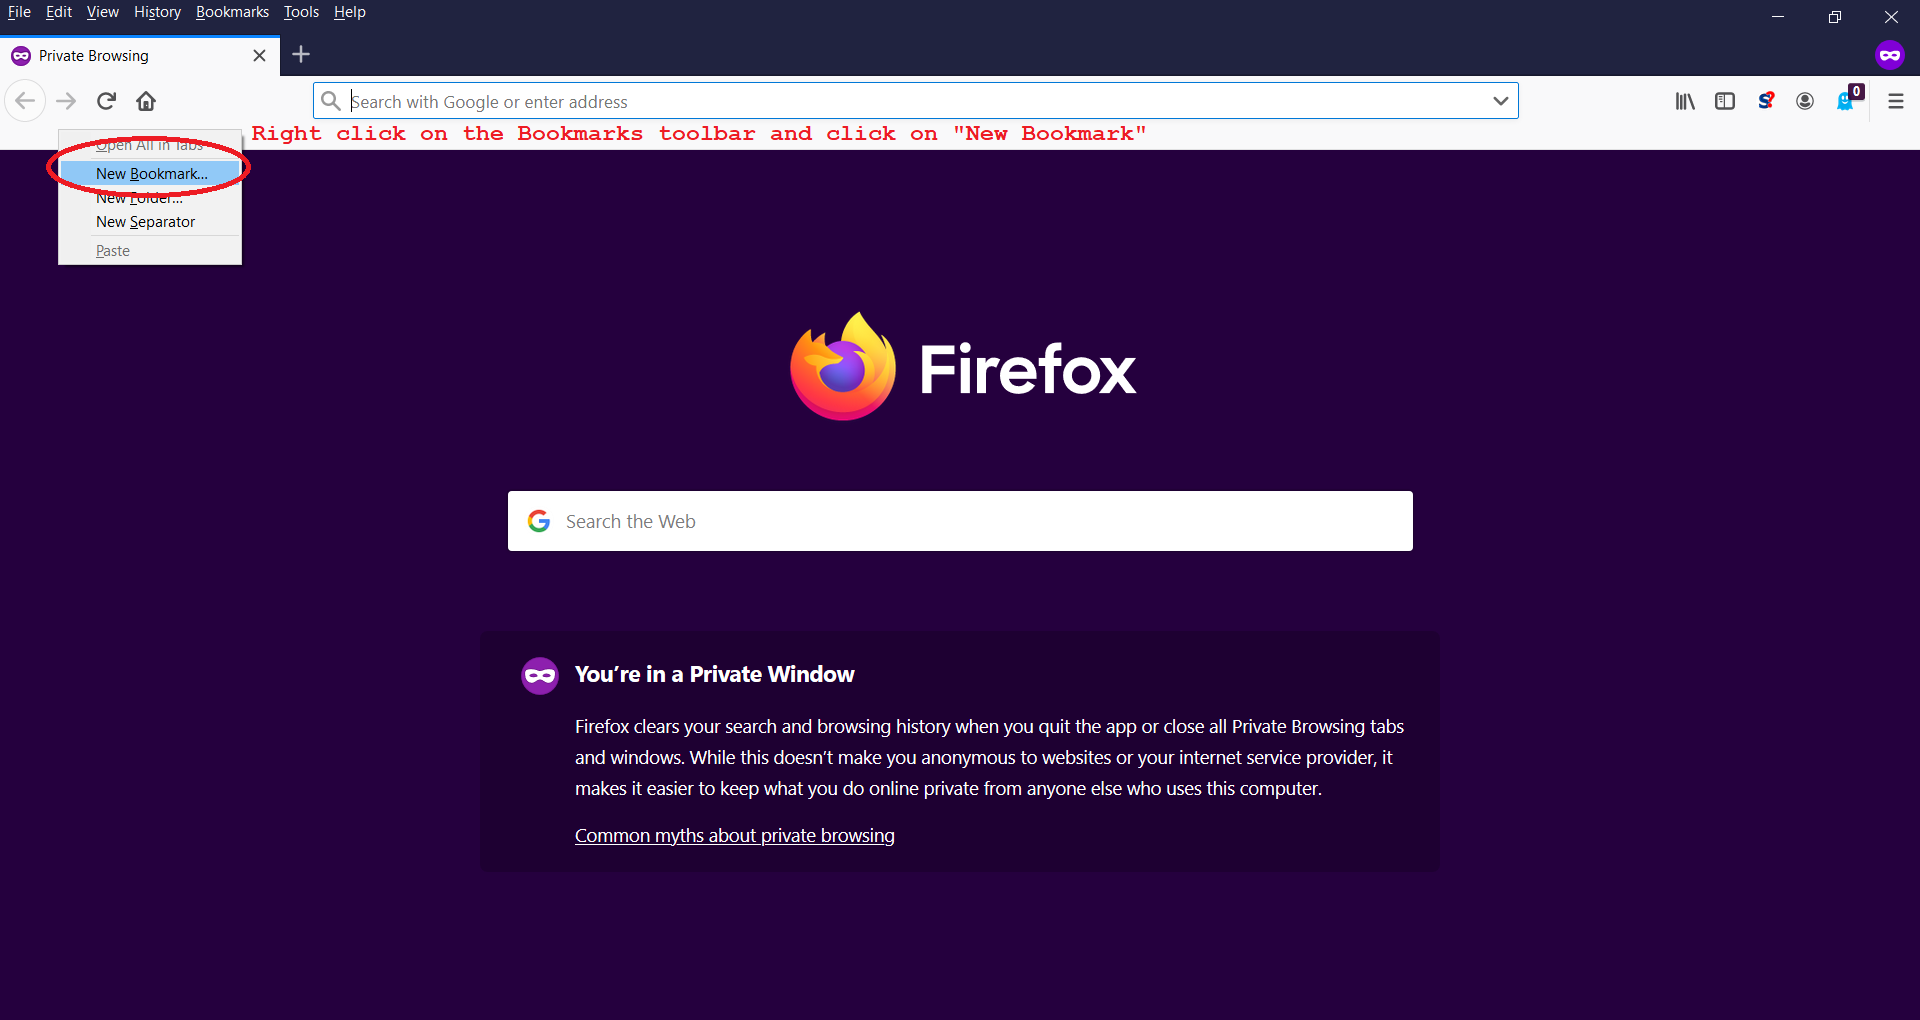 File Edit View History Bookmarks Tools Help
Private Browsing
Search with Google or enter address
0
Right click on the Bookmarks toolbar and click on "New Bookmark"
Open All in Tabs
New Bookmark...
New Folder...
New Separator
Paste
Firefox
Search the Web
You’re in a Private Window
Firefox clears your search and browsing history when you quit the app or close all Private Browsing tabs
and windows. While this doesn’t make you anonymous to websites or your internet service provider, it
makes it easier to keep what you do online private from anyone else who uses this computer.
Common myths about private browsing